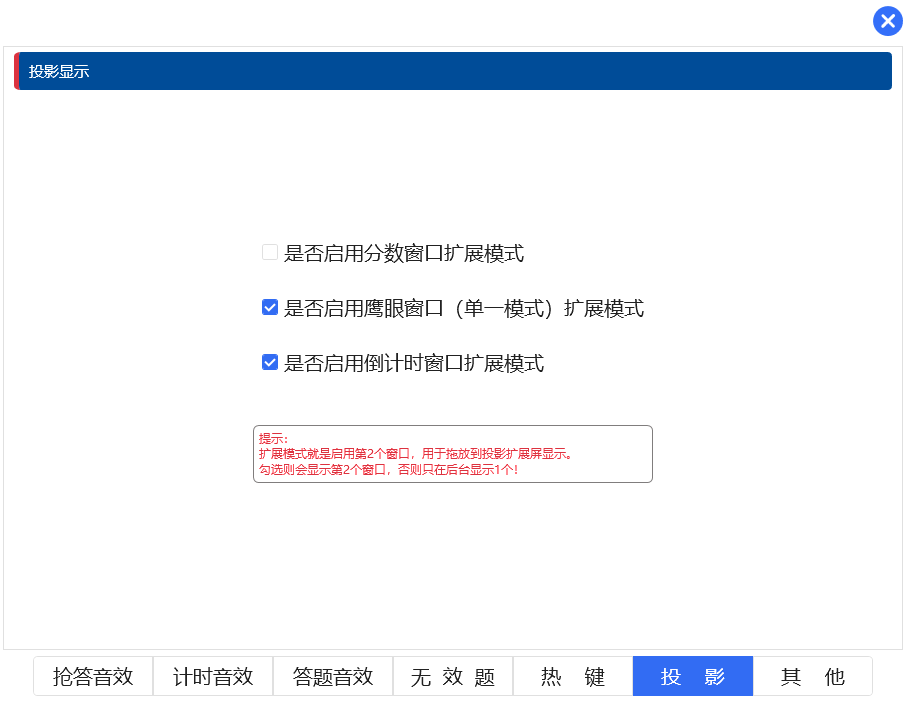 投影显示
是否启用分数窗口扩展模式
是否启用鹰眼窗口（单一模式）扩展模式
是否启用倒计时窗口扩展模式
提示：
扩展模式就是启用第2个窗口，用于拖放到投影扩展屏显示。
勾选则会显示第2个窗口，否则只在后台显示1个！
抢答音效 计时音效 答题音效 无 效 题 热 键 投 影 其 他